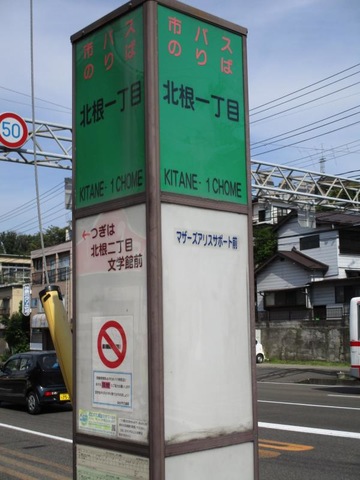 市バス
のりば
北根一丁目
KITANE-1CHOME
←つぎは
北根二丁目
文学館前
市バス
のりば
北根一丁目
KITANE-1CHOME
マザーズアリスサポート前
50